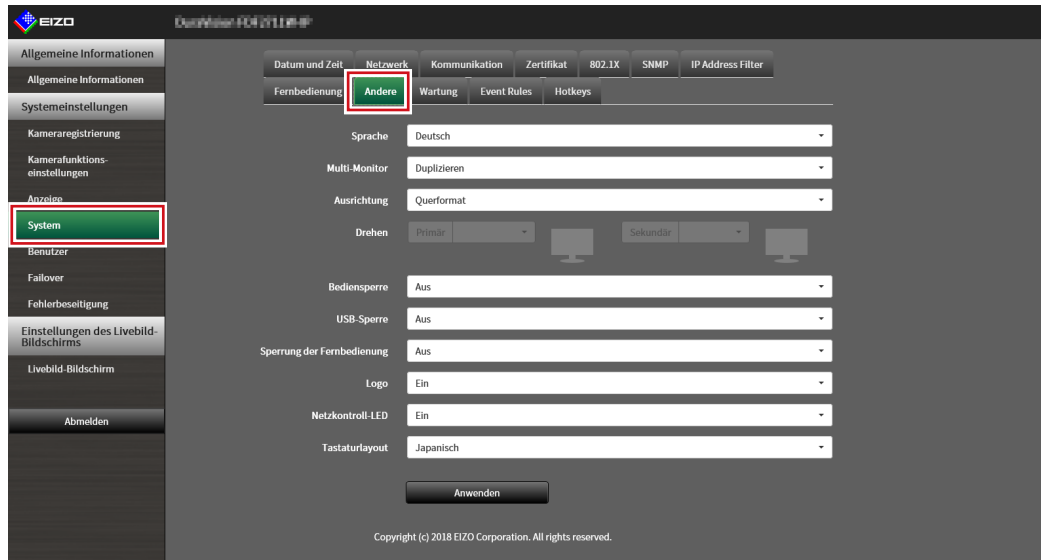 EIZO
Allgemeine Informationen
Allgemeine Informationen
Systemeinstellungen
Kameraregistrierung
Kamerafunktions-
einstellungen
Anzeige
System
Benutzer
Failover
Fehlerbeseitigung
Einstellungen des Livebild-
Bildschirms
Livebild-Bildschirm
Abmelden
Datum und Zeit Netzwerk Kommunikation Zertifikat 802.1X SNMP IP Address Filter
Fernbedienung Andere Wartung Event Rules Hotkeys
Sprache Deutsch
Multi-Monitor Duplizieren
Ausrichtung Querformat
Drehen Primär Sekundär
Bediensperre Aus
USB-Sperre Aus
Sperrung der Fernbedienung Aus
Logo Ein
Netzkontroll-LED Ein
Tastaturlayout Japanisch
Anwenden
Copyright (c) 2018 EIZO Corporation. All rights reserved.